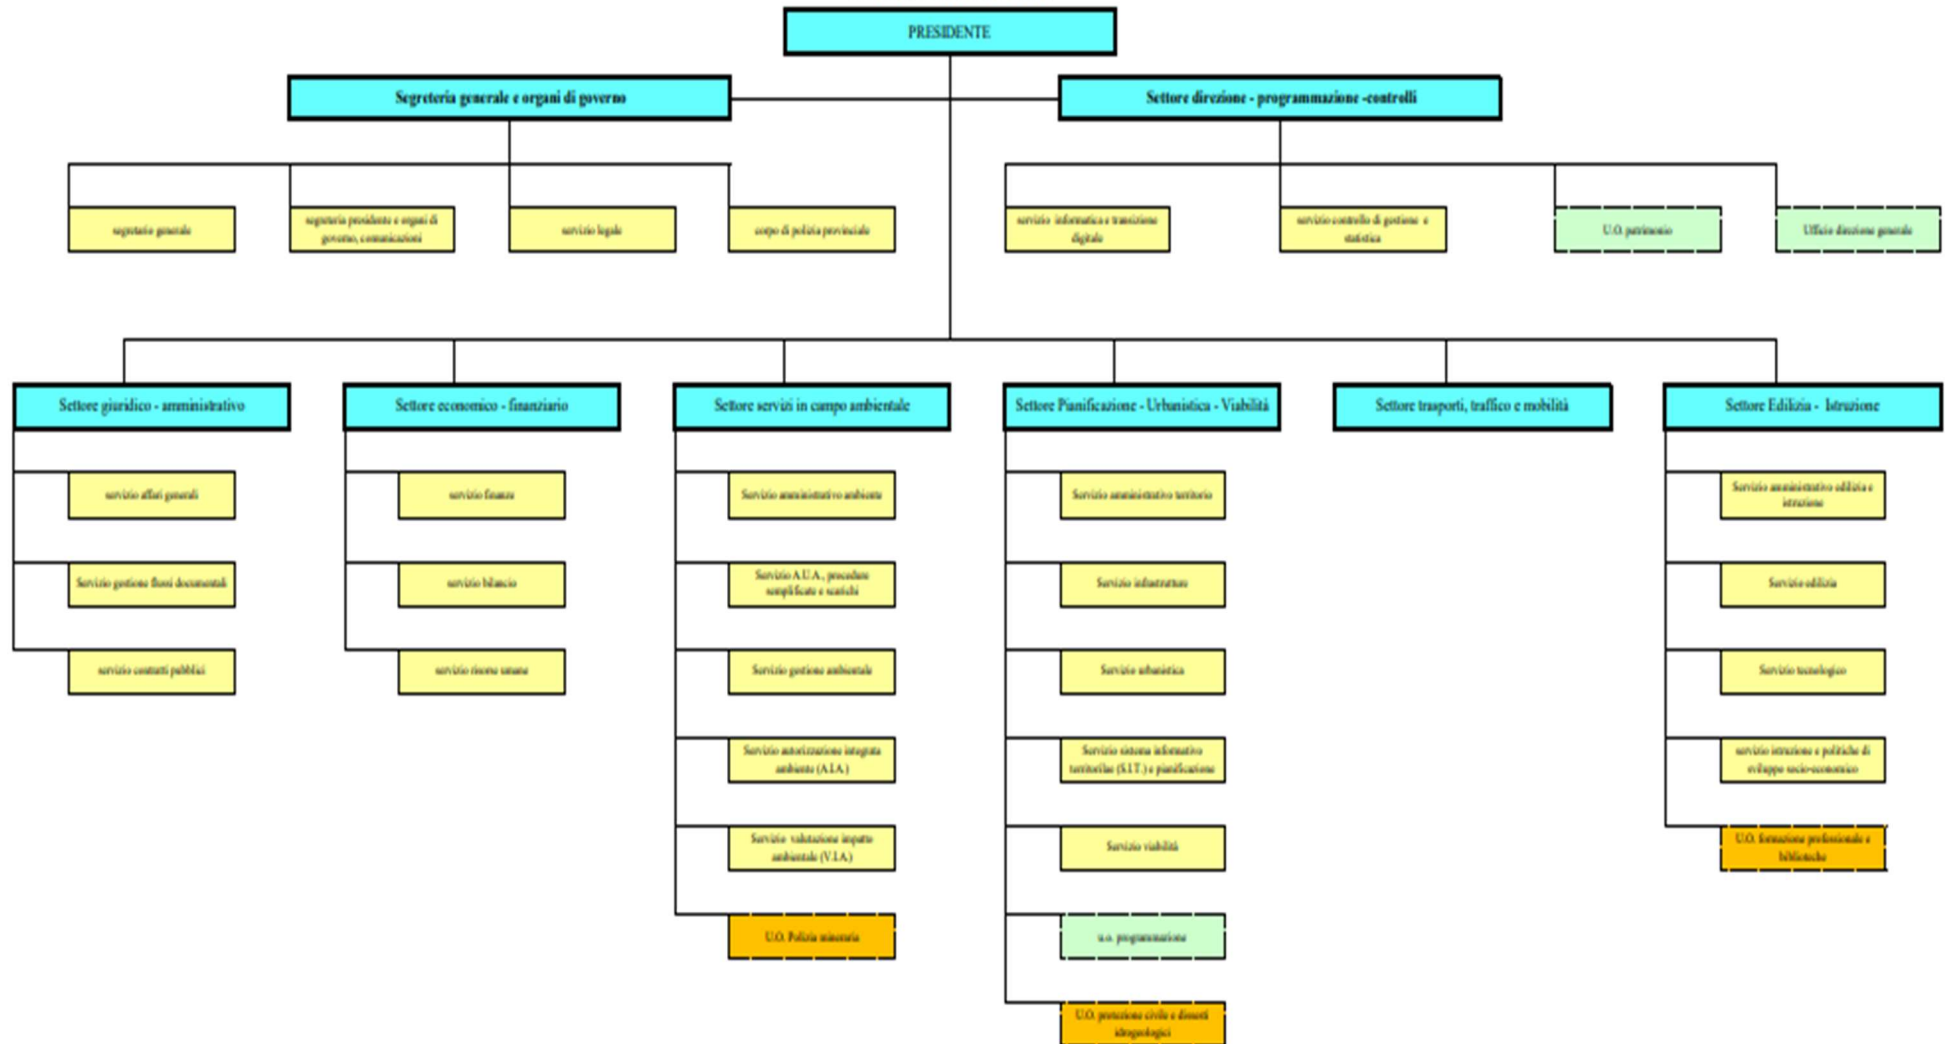 PRESIDENTE
Segreteria generale e organi di governo
Settore direzione - programmazione -controlli
segretario generale
segreteria presidente e organi di
governo, comunicazioni
servizio legale
corpo di polizia provinciale
servizio informatica e transizione
digitale
servizio controllo di gestione e
statistica
U.O. patrimonio
Ufficio direzione generale
Settore giuridico - amministrativo
Settore economico - finanziario
Settore servizi in campo ambientale
Settore Pianificazione - Urbanistica - Viabilità
Settore trasporti, traffico e mobilità
Settore Edilizia - Istruzione
servizio affari generali
servizio finanze
Servizio amministrativo ambiente
Servizio amministrativo territorio
Servizio amministrativo edilizia e
istruzione
Servizio gestione flussi documentali
servizio bilancio
Servizio A.U.A., procedure
semplificate e scarichi
Servizio infrastrutture
Servizio edilizia
servizio contratti pubblici
servizio risorse umane
Servizio gestione ambientale
Servizio urbanistica
Servizio tecnologico
Servizio autorizzazione integrata
ambiente (A.I.A.)
Servizio sistema informativo
territorilae (S.I.T.) e pianificazione
servizio istruzione e politiche di
sviluppo socio-economico
Servizio valutazione impatto
ambientale (V.I.A.)
Servizio viabilità
U.O. formazione professionale e
biblioteche
U.O. Polizia mineraria
u.o. programmazione
U.O. protezione civile e dissesti
idrogeologici